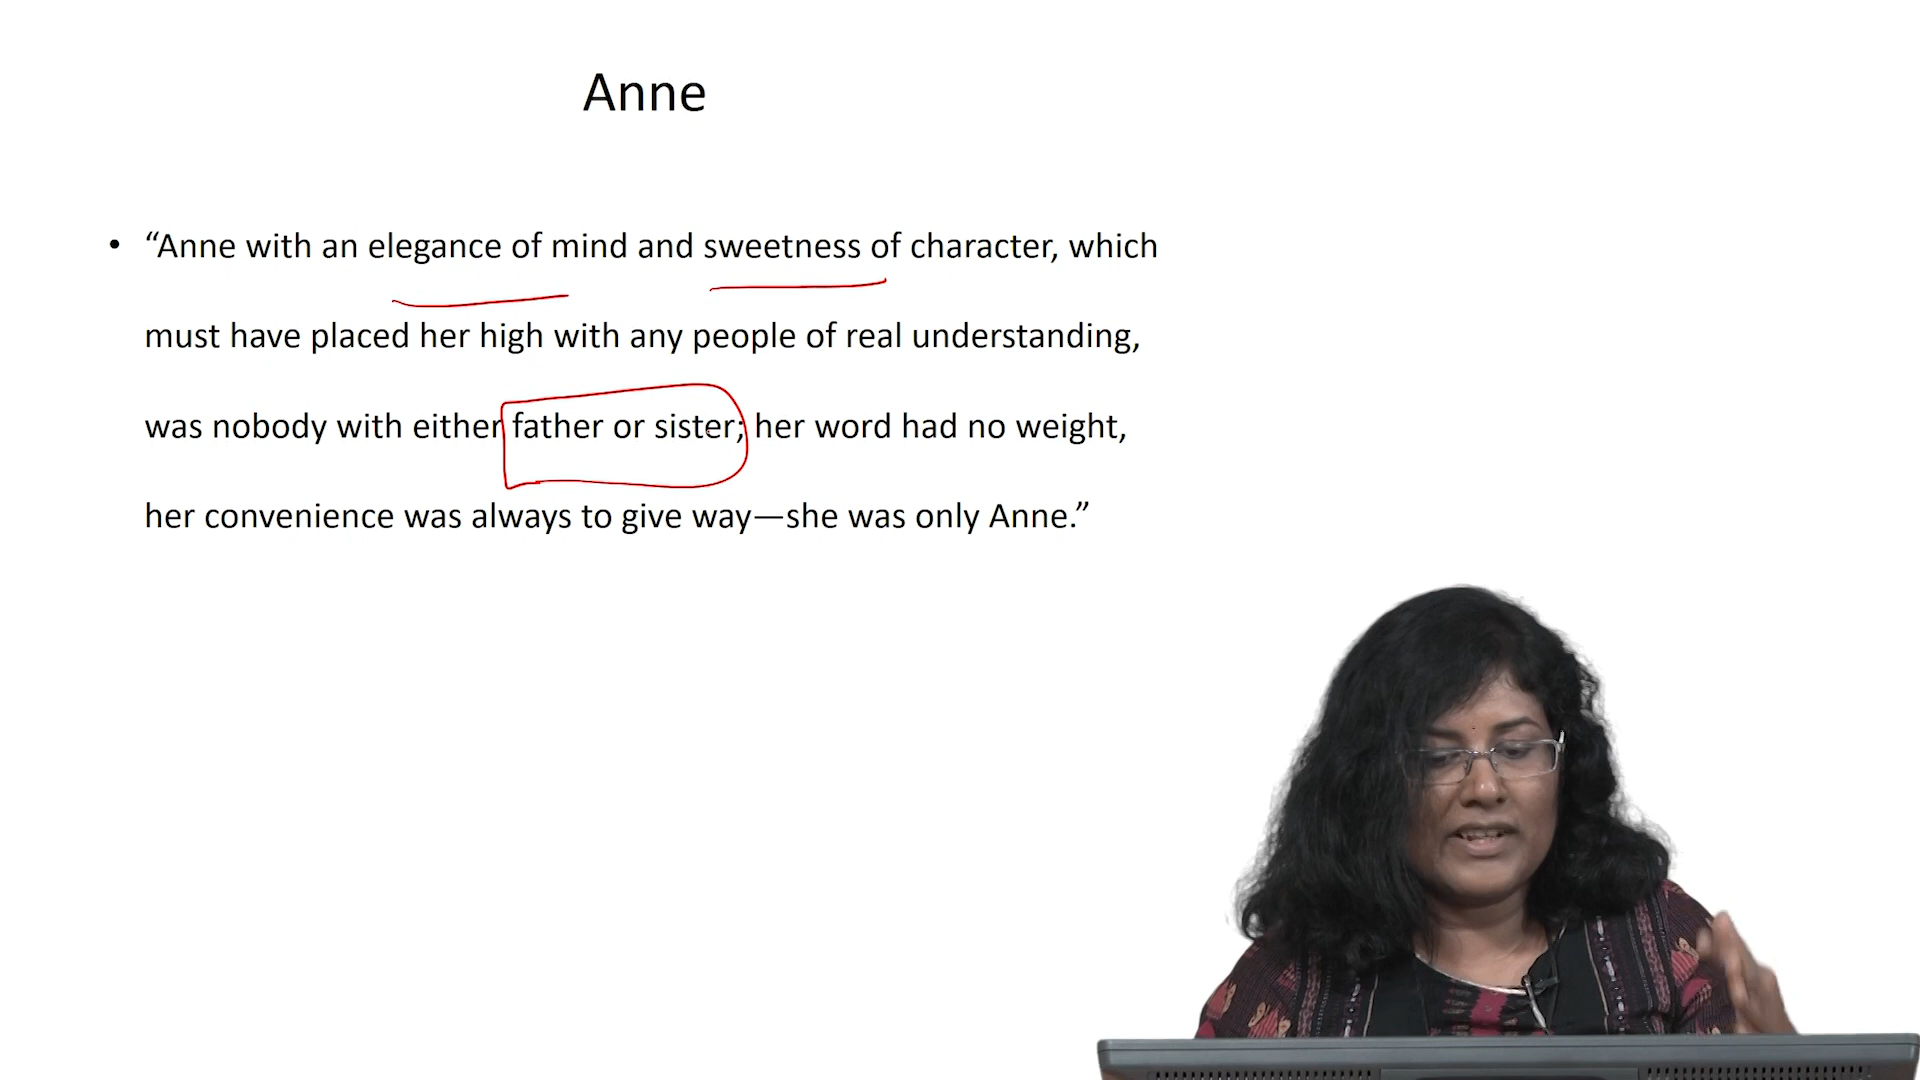 Anne
• “Anne with an elegance of mind and sweetness of character, which
must have placed her high with any people of real understanding,
was nobody with either father or sister; her word had no weight,
her convenience was always to give way—she was only Anne.”